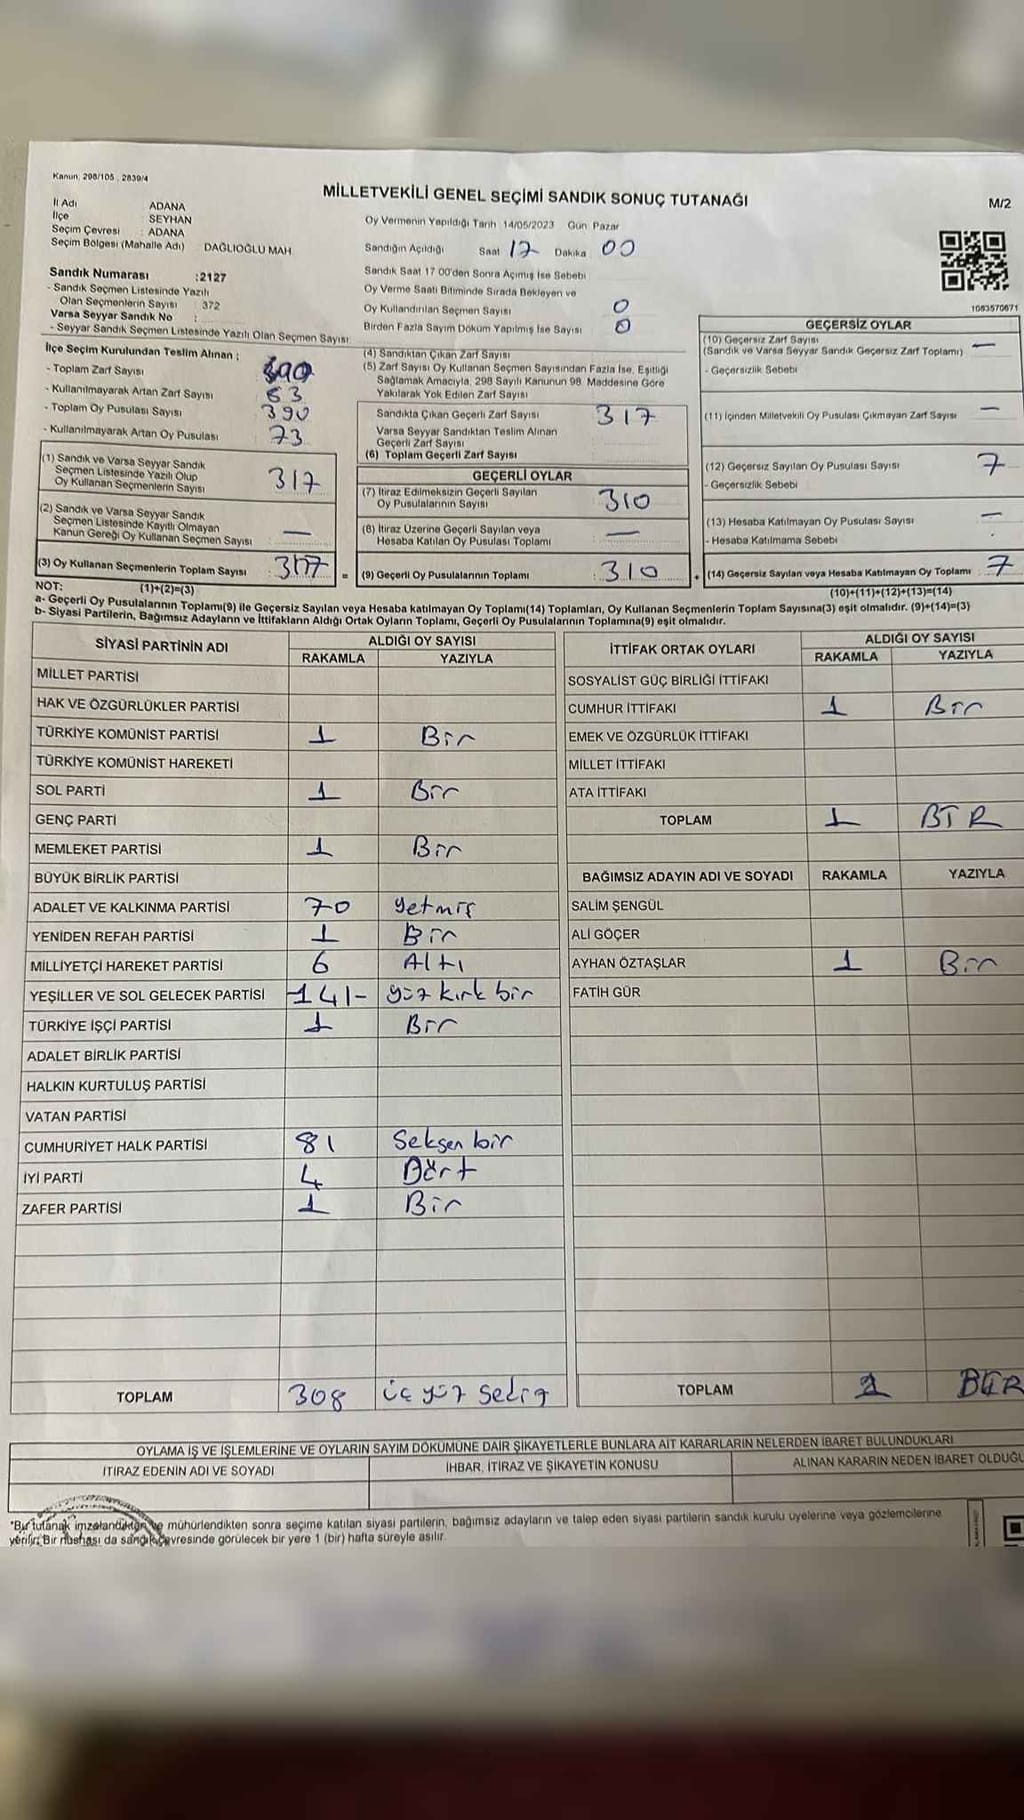 Kanun, 298/105 , 2839/4
MİLLETVEKİLİ GENEL SEÇİMİ SANDIK SONUÇ TUTANAĞI
M/2
İl Adı ADANA
İlçe SEYHAN
Seçim Çevresi : ADANA
Seçim Bölgesi (Mahalle Adı) DAĞLIOĞLU MAH
Oy Vermenin Yapıldığı Tarih 14/05/2023 Gün Pazar
Sandığın Açıldığı Saat 17 Dakika 00
Sandık Numarası :2127
- Sandık Seçmen Listesinde Yazılı
Olan Seçmenlerin Sayısı 372
Varsa Seyyar Sandık No :
- Seyyar Sandık Seçmen Listesinde Yazılı Olan Seçmen Sayısı:
Sandık Saat 17 00'den Sonra Açımış İse Sebebi
Oy Verme Saati Bitiminde Sırada Bekleyen ve
Oy Kullandırılan Seçmen Sayısı 0
Birden Fazla Sayım Döküm Yapılmış İse Sayısı 0
1083570671
İlçe Seçim Kurulundan Teslim Alınan ;
- Toplam Zarf Sayısı 390
- Kullanılmayarak Artan Zarf Sayısı 63
- Toplam Oy Pusulası Sayısı 390
- Kullanılmayarak Artan Oy Pusulası 73
(1) Sandık ve Varsa Seyyar Sandık
Seçmen Listesinde Yazılı Olup
Oy Kullanan Seçmenlerin Sayısı 317
(2) Sandık ve Varsa Seyyar Sandık
Seçmen Listesinde Kayıtlı Olmayan
Kanun Gereği Oy Kullanan Seçmen Sayısı —
(3) Oy Kullanan Seçmenlerin Toplam Sayısı 317 =
(1)+(2)=(3)
(4) Sandıktan Çıkan Zarf Sayısı
(5) Zarf Sayısı Oy Kullanan Seçmen Sayısından Fazla İse, Eşitliği
Sağlamak Amacıyla, 298 Sayılı Kanunun 98. Maddesine Göre
Yakılarak Yok Edilen Zarf Sayısı
Sandıkta Çıkan Geçerli Zarf Sayısı 317
Varsa Seyyar Sandıktan Teslim Alınan
Geçerli Zarf Sayısı
(6) Toplam Geçerli Zarf Sayısı
GEÇERLİ OYLAR
(7) İtiraz Edilmeksizin Geçerli Sayılan
Oy Pusulalarının Sayısı 310
(8) İtiraz Üzerine Geçerli Sayılan veya
Hesaba Katılan Oy Pusulası Toplamı —
(9) Geçerli Oy Pusulalarının Toplamı 310 +
GEÇERSİZ OYLAR
(10) Geçersiz Zarf Sayısı —
(Sandık ve Varsa Seyyar Sandık Geçersiz Zarf Toplamı)
- Geçersizlik Sebebi
(11) İçinden Milletvekili Oy Pusulası Çıkmayan Zarf Sayısı —
(12) Geçersiz Sayılan Oy Pusulası Sayısı 7
- Geçersizlik Sebebi
(13) Hesaba Katılmayan Oy Pusulası Sayısı —
- Hesaba Katılmama Sebebi
(14) Geçersiz Sayılan veya Hesaba Katılmayan Oy Toplamı 7
(10)+(11)+(12)+(13)=(14)
NOT:
a- Geçerli Oy Pusulalarının Toplamı(9) ile Geçersiz Sayılan veya Hesaba katılmayan Oy Toplamı(14) Toplamları, Oy Kullanan Seçmenlerin Toplam Sayısına(3) eşit olmalıdır. (9)+(14)=(3)
b- Siyasi Partilerin, Bağımsız Adayların ve İttifakların Aldığı Ortak Oyların Toplamı, Geçerli Oy Pusulalarının Toplamına(9) eşit olmalıdır.
SİYASİ PARTİNİN ADI ALDIĞI OY SAYISI
RAKAMLA YAZIYLA
MİLLET PARTİSİ
HAK VE ÖZGÜRLÜKLER PARTİSİ
TÜRKİYE KOMÜNİST PARTİSİ 1 Bir
TÜRKİYE KOMÜNİST HAREKETİ
SOL PARTİ 1 Bir
GENÇ PARTİ
MEMLEKET PARTİSİ 1 Bir
BÜYÜK BİRLİK PARTİSİ
ADALET VE KALKINMA PARTİSİ 70 Yetmiş
YENİDEN REFAH PARTİSİ 1 Bir
MİLLİYETÇİ HAREKET PARTİSİ 6 Altı
YEŞİLLER VE SOL GELECEK PARTİSİ -141- yüz kırk bir
TÜRKİYE İŞÇİ PARTİSİ 1 Bir
ADALET BİRLİK PARTİSİ
HALKIN KURTULUŞ PARTİSİ
VATAN PARTİSİ
CUMHURİYET HALK PARTİSİ 81 Seksen bir
İYİ PARTİ 4 Dört
ZAFER PARTİSİ 1 Bir
TOPLAM 308 üç yüz sekiz
İTTİFAK ORTAK OYLARI ALDIĞI OY SAYISI
RAKAMLA YAZIYLA
SOSYALİST GÜÇ BİRLİĞİ İTTİFAKI
CUMHUR İTTİFAKI 1 Bir
EMEK VE ÖZGÜRLÜK İTTİFAKI
MİLLET İTTİFAKI
ATA İTTİFAKI
TOPLAM 1 BİR
BAĞIMSIZ ADAYIN ADI VE SOYADI RAKAMLA YAZIYLA
SALİM ŞENGÜL
ALİ GÖÇER
AYHAN ÖZTAŞLAR 1 Bir
FATİH GÜR
TOPLAM 1 BİR
OYLAMA İŞ VE İŞLEMLERİNE VE OYLARIN SAYIM DÖKÜMÜNE DAİR ŞİKAYETLERLE BUNLARA AİT KARARLARIN NELERDEN İBARET BULUNDUKLARI
İTİRAZ EDENİN ADI VE SOYADI İHBAR, İTİRAZ VE ŞİKAYETİN KONUSU ALINAN KARARIN NEDEN İBARET OLDUĞU
*Bu tutanak imzalandıktan ve mühürlendikten sonra seçime katılan siyasi partilerin, bağımsız adayların ve talep eden siyasi partilerin sandık kurulu üyelerine veya gözlemcilerine
verilir. Bir nushası da sandık çevresinde görülecek bir yere 1 (bir) hafta süreyle asılır.